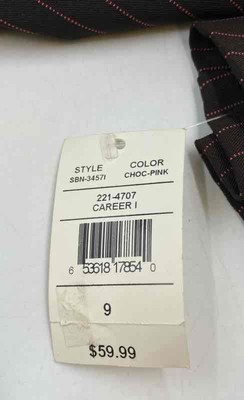 STYLE COLOR
SBN-3457I CHOC-PINK
221-4707
CAREER I
6 53618 17854 0
9
$59.99